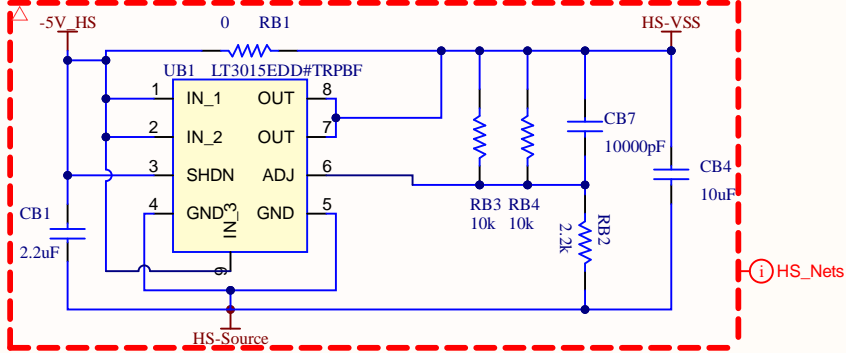 -5V_HS
0 RB1
HS-VSS
UB1 LT3015EDD#TRPBF
1 IN_1 OUT 8
2 IN_2 OUT 7
3 SHDN ADJ 6
4 GND IN_3 GND 5
9
CB1
2.2uF
RB3
10k
RB4
10k
CB7
10000pF
RB2
2.2k
CB4
10uF
HS-Source
i HS_Nets